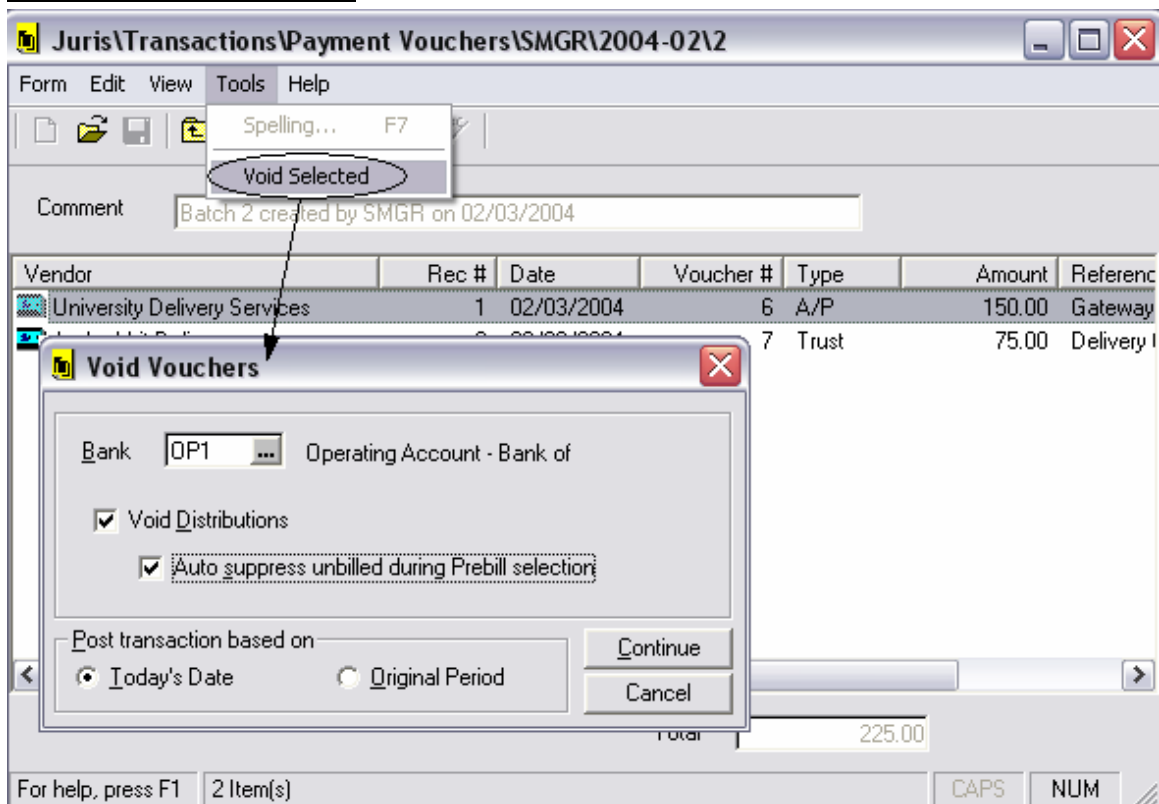 Juris\Transactions\Payment Vouchers\SMGR\2004-02\2
Form Edit View Tools Help
Spelling... F7
Void Selected
Comment Batch 2 created by SMGR on 02/03/2004
Vendor Rec # Date Voucher # Type Amount Referenc
University Delivery Services 1 02/03/2004 6 A/P 150.00 Gateway
7 Trust 75.00 Delivery
Void Vouchers
Bank OP1 ... Operating Account - Bank of
Void Distributions
Auto suppress unbilled during Prebill selection
Post transaction based on
Today's Date Original Period
Continue
Cancel
Total 225.00
For help, press F1 2 Item(s) CAPS NUM